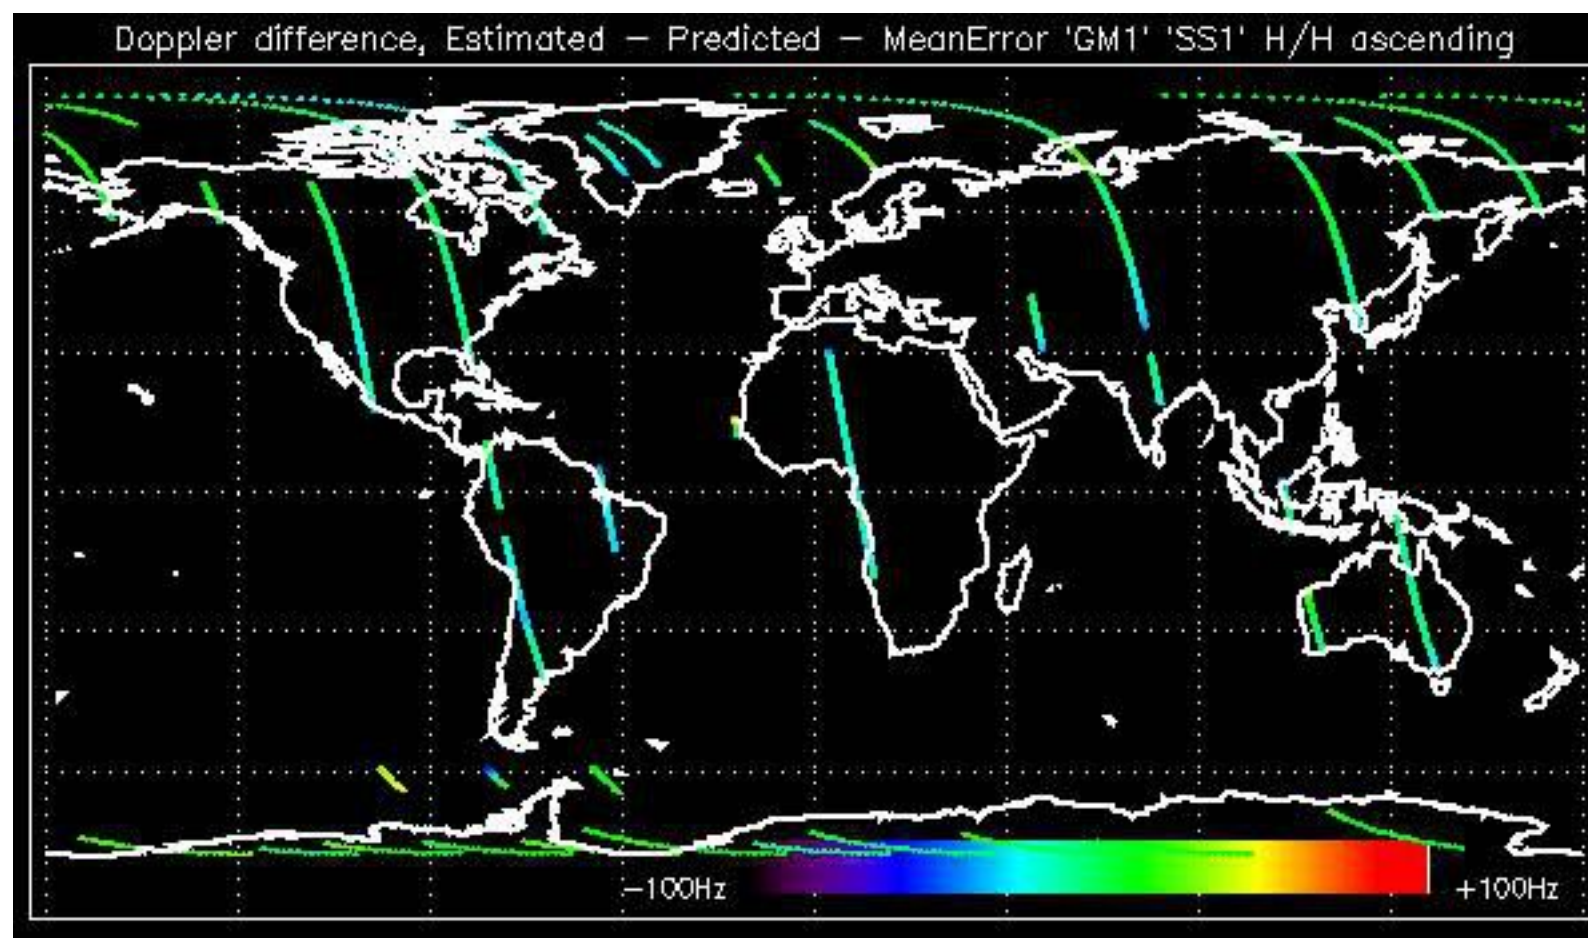 Doppler difference, Estimated – Predicted – MeanError 'GM1' 'SS1' H/H ascending
-100Hz +100Hz